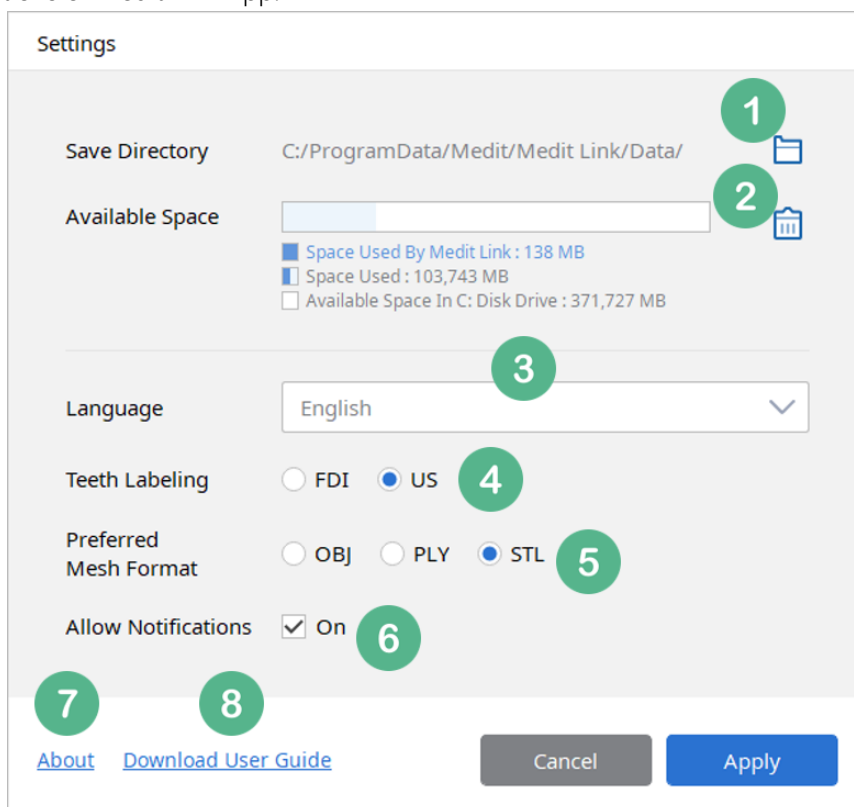 Settings
1
Save Directory C:/ProgramData/Medit/Medit Link/Data/
2
Available Space
Space Used By Medit Link : 138 MB
Space Used : 103,743 MB
Available Space In C: Disk Drive : 371,727 MB
3
Language English
Teeth Labeling FDI US 4
Preferred
Mesh Format OBJ PLY STL 5
Allow Notifications On 6
7 8
About Download User Guide Cancel Apply